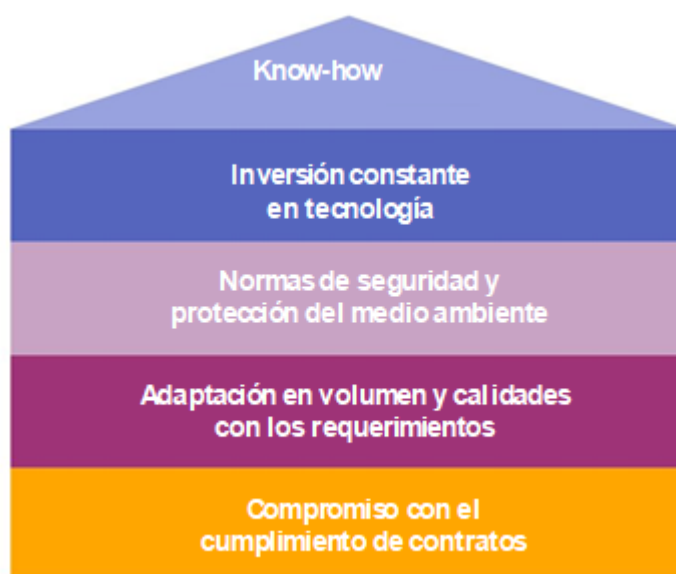 Know-how
Inversión constante
en tecnología
Normas de seguridad y
protección del medio ambiente
Adaptación en volumen y calidades
con los requerimientos
Compromiso con el
cumplimiento de contratos